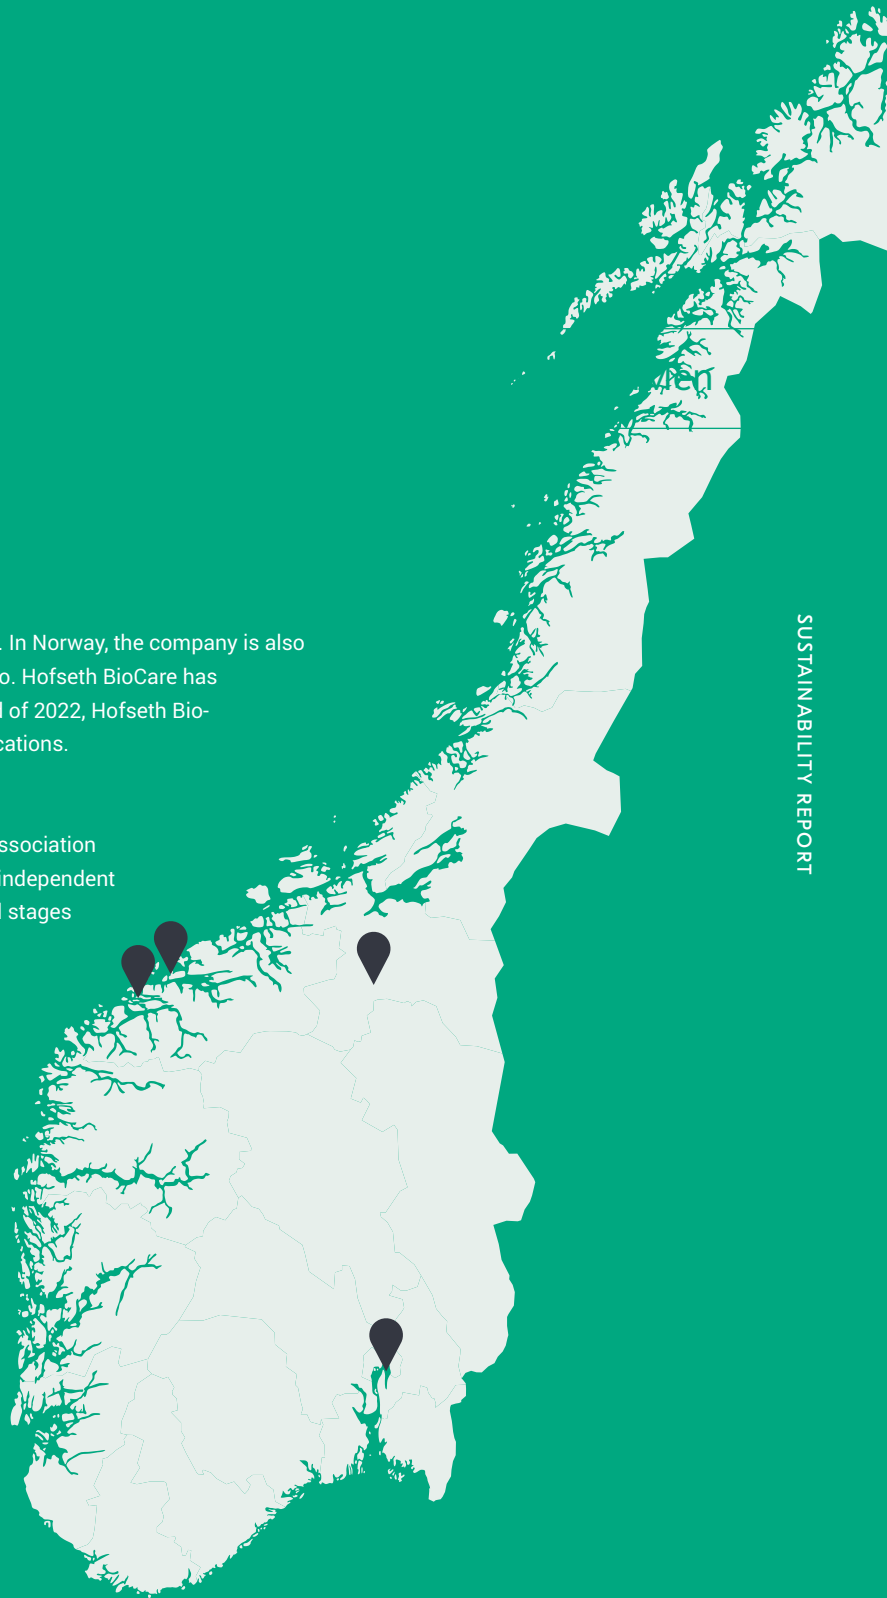 . In Norway, the company is also
o. Hofseth BioCare has
l of 2022, Hofseth Bio-
cations.
ssociation
independent
l stages
SUSTAINABILITY REPORT